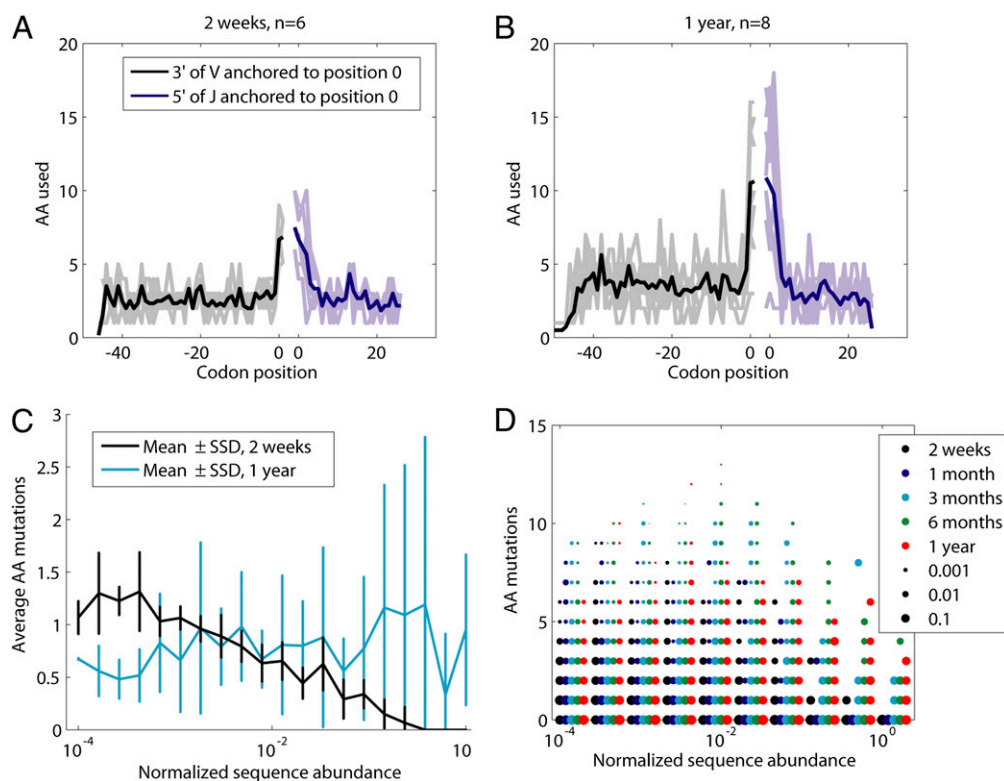 A
2 weeks, n=6
20
15
10
5
0
AA used
3' of V anchored to position 0
5' of J anchored to position 0
-40
-20
0
0
20
Codon position
B
1 year, n=8
20
15
10
5
0
AA used
-40
-20
0
0
20
Codon position
C
3
2.5
2
1.5
1
0.5
0
Average AA mutations
Mean ± SSD, 2 weeks
Mean ± SSD, 1 year
10-4
10-2
10
Normalized sequence abundance
D
15
10
5
0
AA mutations
2 weeks
1 month
3 months
6 months
1 year
0.001
0.01
0.1
10-4
10-2
100
Normalized sequence abundance